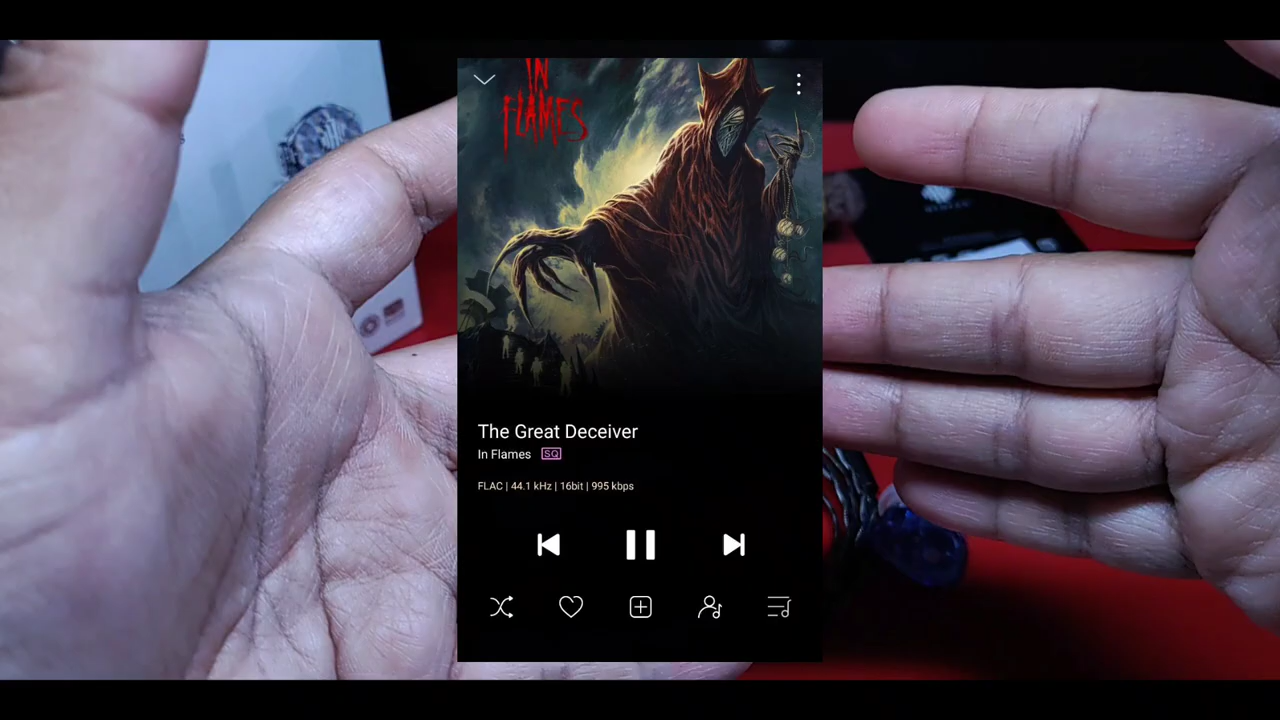 IN
FLAMES
The Great Deceiver
In Flames SQ
FLAC | 44.1 kHz | 16bit | 995 kbps